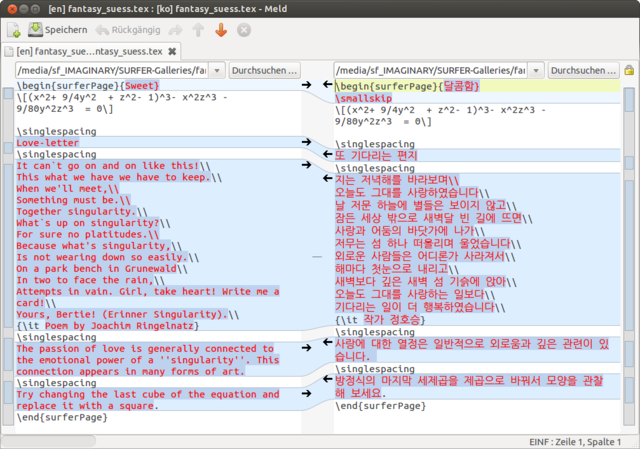 [en] fantasy_suess.tex : [ko] fantasy_suess.tex - Meld
Speichern
Rückgängig
[en] fantasy_sue...ntasy_suess.tex
/media/sf_IMAGINARY/SURFER-Galleries/fan
Durchsuchen ...
/media/sf_IMAGINARY/SURFER-Galleries/fan
Durchsuchen ...
\begin{surferPage}{Sweet}
\[(x^2+ 9/4y^2  + z^2- 1)^3- x^2z^3 -
9/80y^2z^3  = 0\]
\singlespacing
Love-letter
\singlespacing
It can`t go on and on like this!\\
This what we have we have to keep.\\
When we'll meet,\\
Something must be.\\
Together singularity.\\
What`s up on singularity?\\
For sure no platitudes.\\
Because what's singularity,
Is not wearing down so easily.\\
On a park bench in Grunewald\\
In two to face the rain,\\
Attempts in vain. Girl, take heart! Write me a
card!\\
Yours, Bertie! (Erinner Singularity).\\
{\it Poem by Joachim Ringelnatz}
\singlespacing
The passion of love is generally connected to
the emotional power of a ''singularity''. This
connection appears in many forms of art.
\singlespacing
Try changing the last cube of the equation and
replace it with a square.
\end{surferPage}
\begin{surferPage}{달콤함}
\smallskip
\[(x^2+ 9/4y^2  + z^2- 1)^3- x^2z^3 -
9/80y^2z^3  = 0\]
\singlespacing
또 기다리는 편지
\singlespacing
지는 저녁해를 바라보며\\
오늘도 그대를 사랑하였습니다\\
날 저문 하늘에 별들은 보이지 않고\
잠든 세상 밖으로 새벽달 빈 길에 뜨면\\
사랑과 어둠의 바닷가에 나가\\
저무는 섬 하나 떠올리며 울었습니다\\
외로운 사람들은 어디론가 사라져서\\
해마다 첫눈으로 내리고\\
새벽보다 깊은 새벽 섬 기슭에 앉아\\
오늘도 그대를 사랑하는 일보다\\
기다리는 일이 더 행복하였습니다\\
{\it 작가 정호승}
\singlespacing
사랑에 대한 열정은 일반적으로 외로움과 깊은 관련이 있
습니다.
\singlespacing
방정식의 마지막 세제곱을 제곱으로 바꿔서 모양을 관찰
해 보세요.
\end{surferPage}
EINF : Zeile 1, Spalte 1